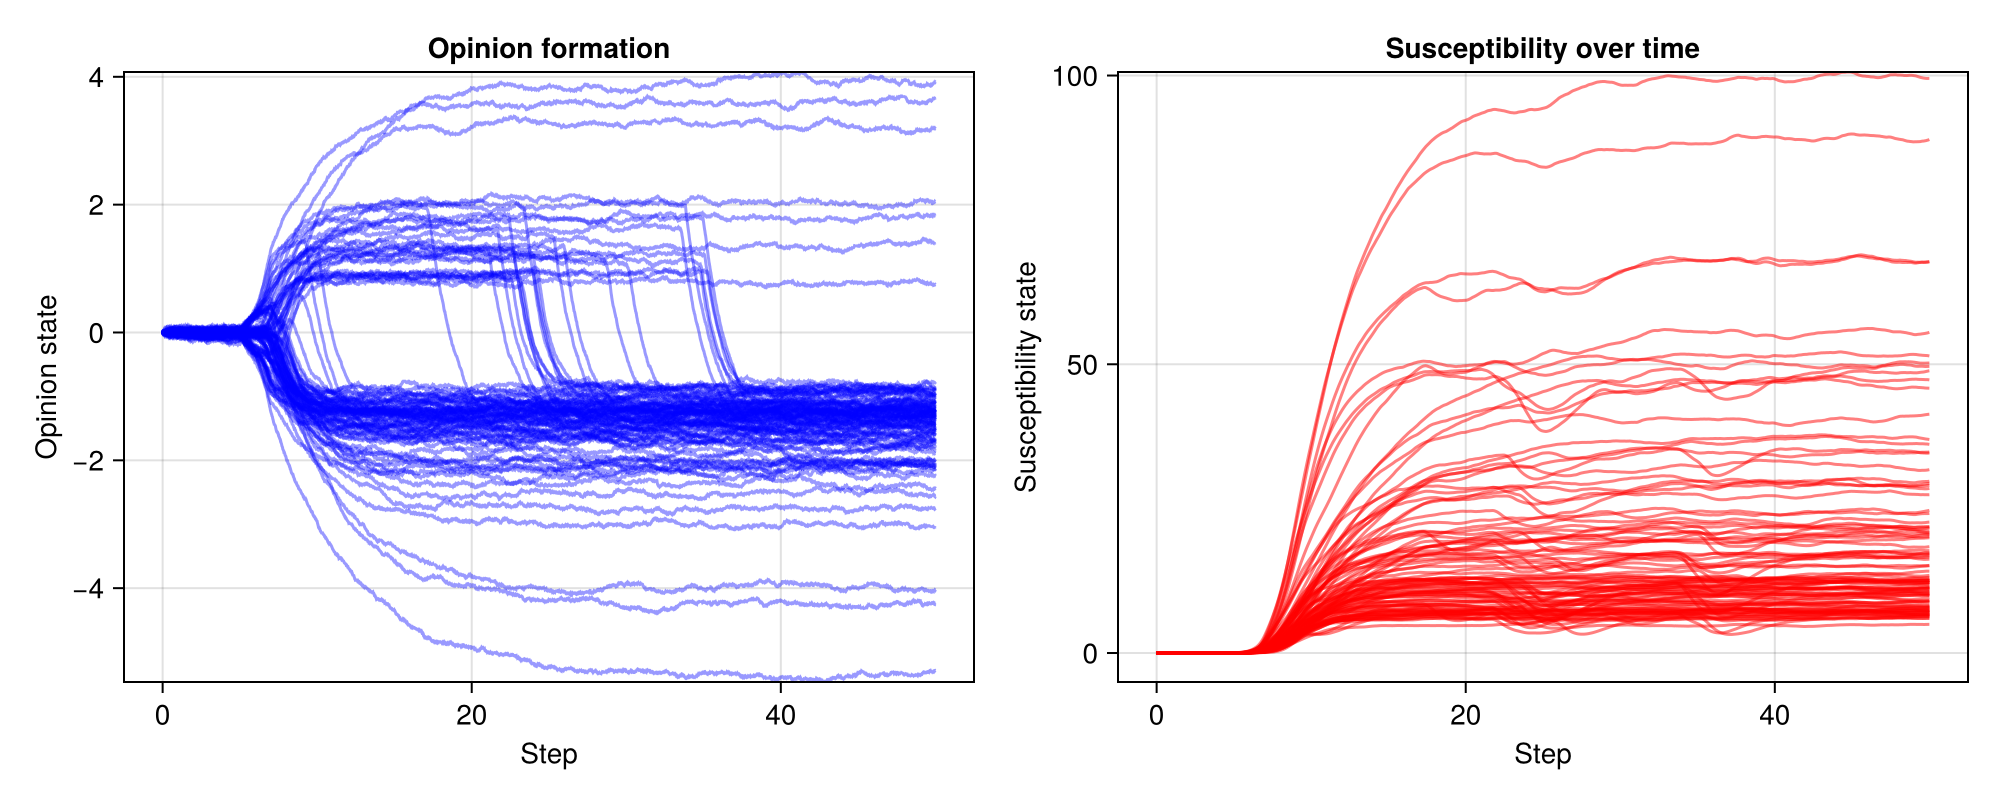 Opinion formation
4
2
0
−2
−4
Opinion state
0
20
40
Step
Susceptibility over time
100
50
0
Susceptibility state
0
20
40
Step